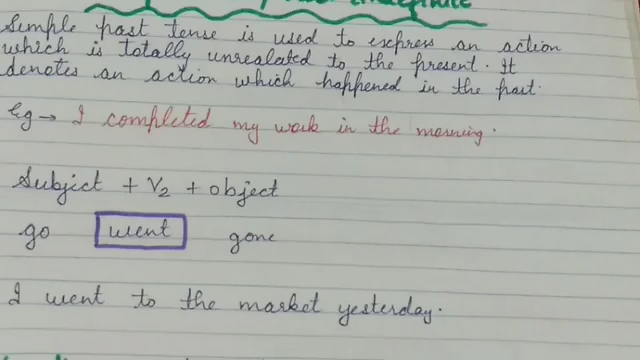 Simple past tense is used to express an action
which is totally unrealated to the present. It
denotes an action which happened in the past.
Eg → I completed my work in the morning.
Subject + V2 + object
go went gone
I went to the market yesterday.